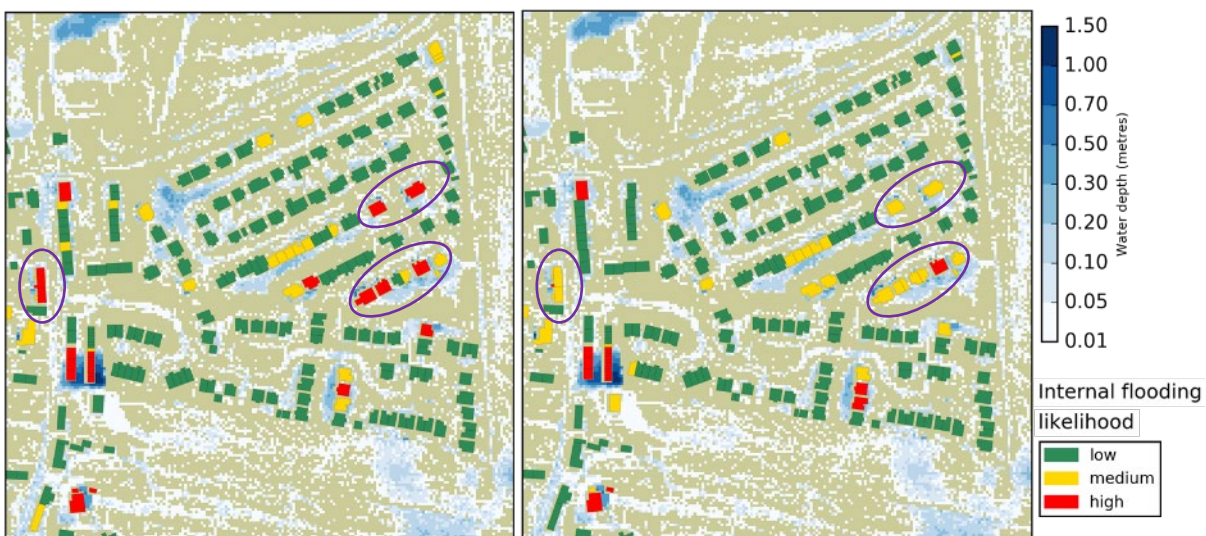 1.50
1.00
0.70
0.50
0.30
0.20
0.10
0.05
0.01
Water depth (metres)
Internal flooding
likelihood
low
medium
high